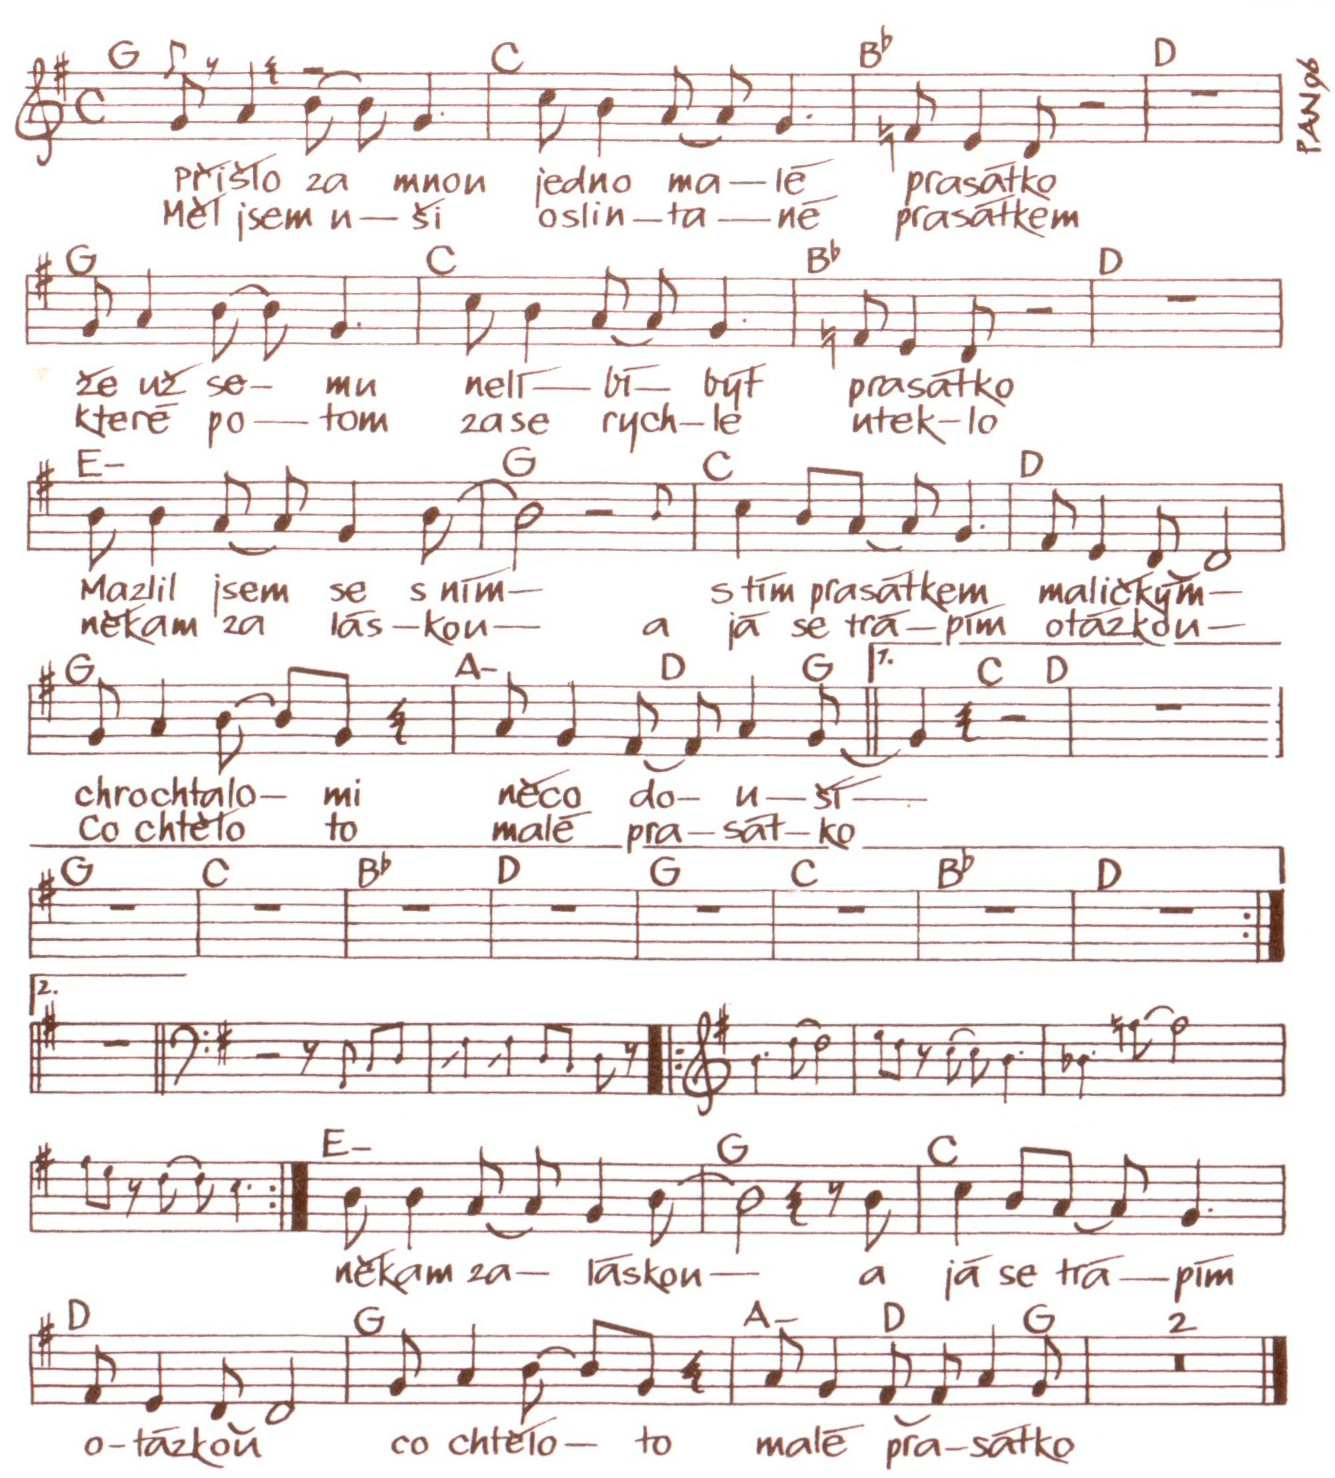 G C B♭ D
PAN 96
Přišlo za mnou jedno ma—lé prasátko
Měl jsem u—ši oslin—ta—né prasátkem
G C B♭ D
že už se- mu nelí—bí— být prasátko
které po—tom zase rych—le utek-lo
E– G C D
Mazlil jsem se s ním— s tím prasátkem maličkým—
někam za lás—kou— a já se trá—pím otázkou—
G A– D G 1. C D
chrochtalo— mi něco do— u—ší—
Co chtělo to malé pra—sát—ko
G C B♭ D G C B♭ D
2.
E– G C
někam za— láskou— a já se trá—pím
D G A– D G 2
o-tázkou co chtělo— to malé pra—sátko